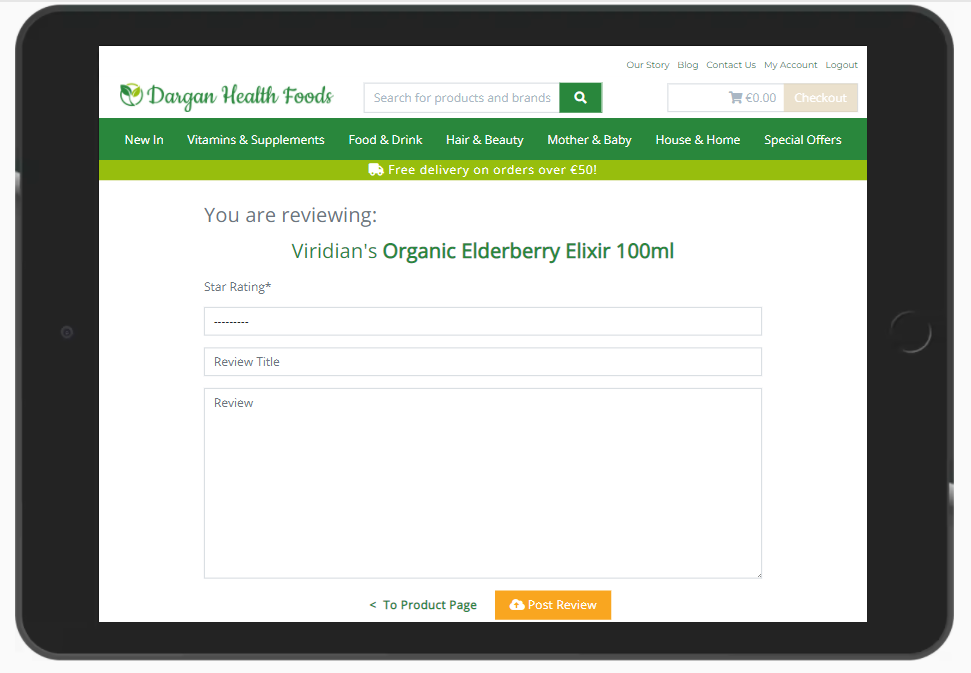 Our Story Blog Contact Us My Account Logout
Dargan Health Foods
Search for products and brands
€0.00
Checkout
New In Vitamins & Supplements Food & Drink Hair & Beauty Mother & Baby House & Home Special Offers
Free delivery on orders over €50!
You are reviewing:
Viridian's Organic Elderberry Elixir 100ml
Star Rating*
---------
Review Title
Review
< To Product Page
Post Review